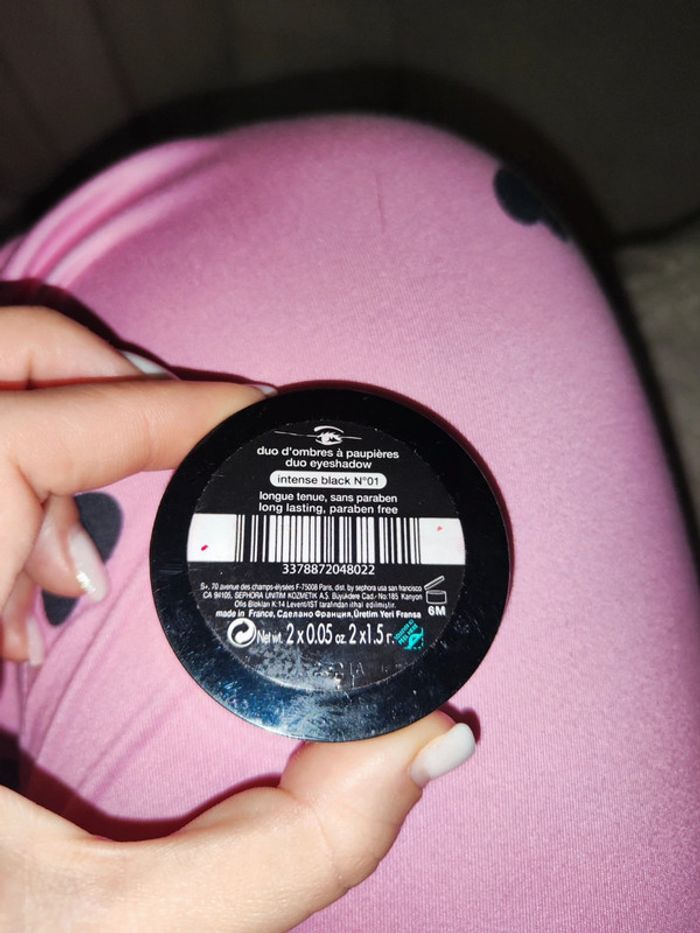 duo d'ombres à paupières
duo eyeshadow
intense black N°01
longue tenue, sans paraben
long lasting, paraben free
3378872048022
S+, 70 avenue des champs-élysées F-75008 Paris, dist. by sephora usa san francisco
CA 94105, SEPHORA UNITIM KOZMETIK A.S. Büyükdere Cad.- No:185 Kanyon
Ofis Blokları K:14 Levent/IST tarafından ithal edilmiştir.
made in France, Сделано Франция, Üretim Yeri Fransa
6M
Net wt. 2 x 0.05 oz. 2 x 1.5 г.